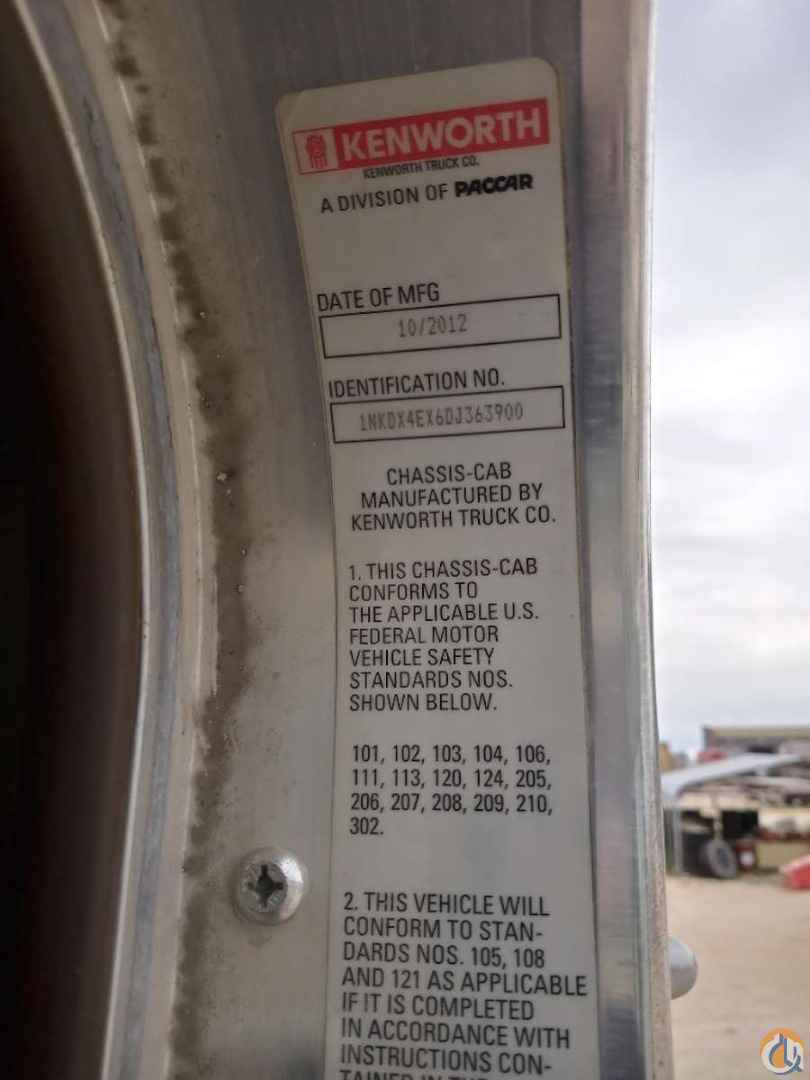 KENWORTH
KENWORTH TRUCK CO.
A DIVISION OF PACCAR
DATE OF MFG
10/2012
IDENTIFICATION NO.
1NKDX4EX6DJ363900
CHASSIS-CAB
MANUFACTURED BY
KENWORTH TRUCK CO.
1. THIS CHASSIS-CAB
CONFORMS TO
THE APPLICABLE U.S.
FEDERAL MOTOR
VEHICLE SAFETY
STANDARDS NOS.
SHOWN BELOW.
101, 102, 103, 104, 106,
111, 113, 120, 124, 205,
206, 207, 208, 209, 210,
302.
2. THIS VEHICLE WILL
CONFORM TO STAN-
DARDS NOS. 105, 108
AND 121 AS APPLICABLE
IF IT IS COMPLETED
IN ACCORDANCE WITH
INSTRUCTIONS CON-
TAINED IN THE